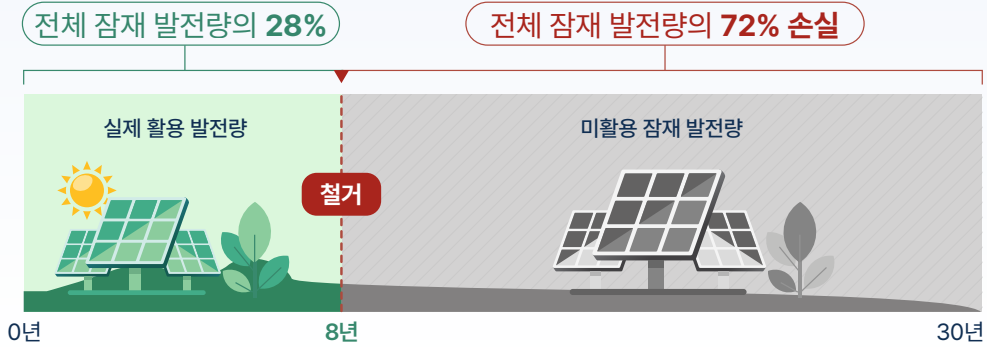 전체 잠재 발전량의 28%
전체 잠재 발전량의 72% 손실
실제 활용 발전량
미활용 잠재 발전량
철거
0년
8년
30년